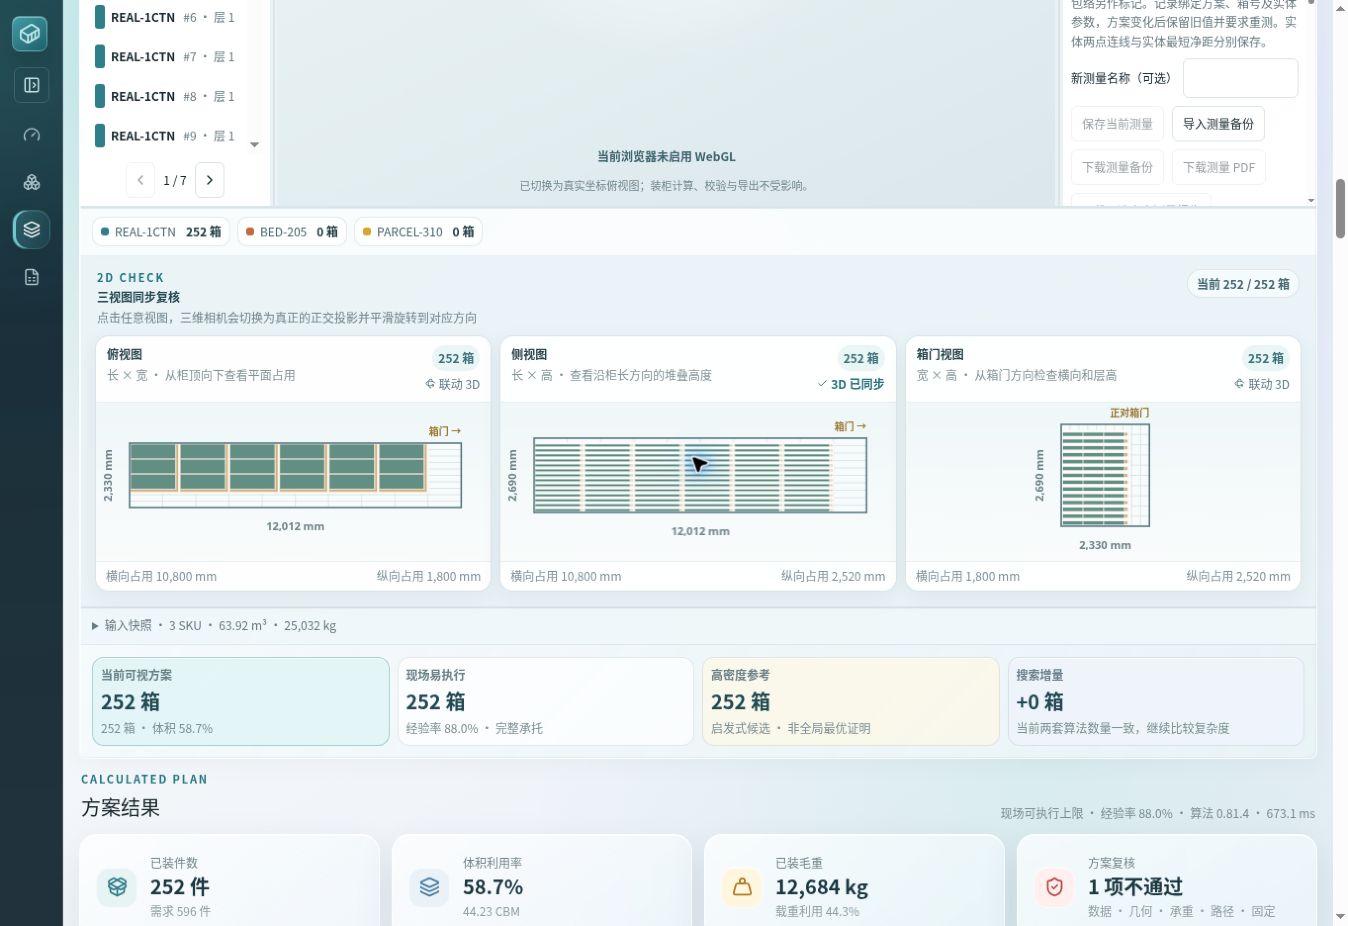 REAL-1CTN #6 · 层 1
REAL-1CTN #7 · 层 1
REAL-1CTN #8 · 层 1
REAL-1CTN #9 · 层 1
1 / 7
当前浏览器未启用 WebGL
已切换为真实坐标俯视图；装柜计算、校验与导出不受影响。
包络另作标记。记录绑定方案、箱号及实体
参数，方案变化后保留旧值并要求重测。实
体两点连线与实体最短净距分别保存。
新测量名称（可选）
保存当前测量
导入测量备份
下载测量备份
下载测量 PDF
REAL-1CTN 252 箱
BED-205 0 箱
PARCEL-310 0 箱
2D CHECK
三视图同步复核
点击任意视图，三维相机会切换为真正的正交投影并平滑旋转到对应方向
当前 252 / 252 箱
俯视图
252 箱
长 × 宽 · 从柜顶向下查看平面占用
联动 3D
箱门 →
2,330 mm
12,012 mm
横向占用 10,800 mm
纵向占用 1,800 mm
侧视图
252 箱
长 × 高 · 查看沿柜长方向的堆叠高度
3D 已同步
箱门 →
2,690 mm
12,012 mm
横向占用 10,800 mm
纵向占用 2,520 mm
箱门视图
252 箱
宽 × 高 · 从箱门方向检查横向和层高
联动 3D
正对箱门
2,690 mm
2,330 mm
横向占用 1,800 mm
纵向占用 2,520 mm
▶ 输入快照 · 3 SKU · 63.92 m³ · 25,032 kg
当前可视方案
252 箱
252 箱 · 体积 58.7%
现场易执行
252 箱
经验率 88.0% · 完整承托
高密度参考
252 箱
启发式候选 · 非全局最优证明
搜索增量
+0 箱
当前两套算法数量一致，继续比较复杂度
CALCULATED PLAN
方案结果
现场可执行上限 · 经验率 88.0% · 算法 0.81.4 · 673.1 ms
已装件数
252 件
需求 596 件
体积利用率
58.7%
44.23 CBM
已装毛重
12,684 kg
载重利用 44.3%
方案复核
1 项不通过
数据 · 几何 · 承重 · 路径 · 固定